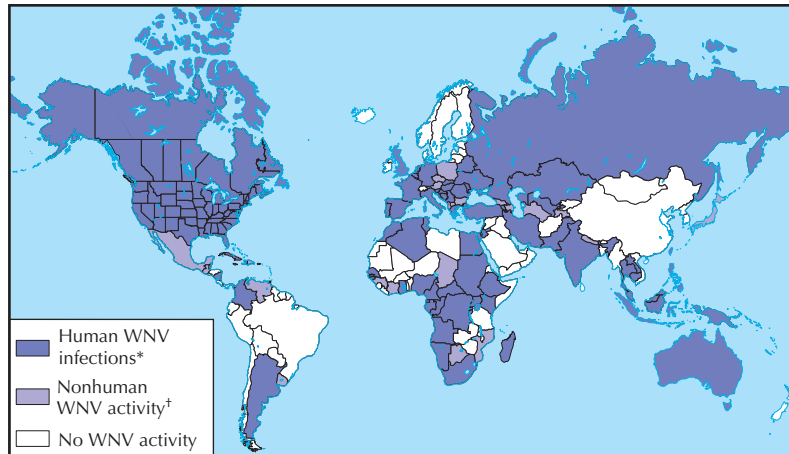 Human WNV
infections*
Nonhuman
WNV activity†
No WNV activity